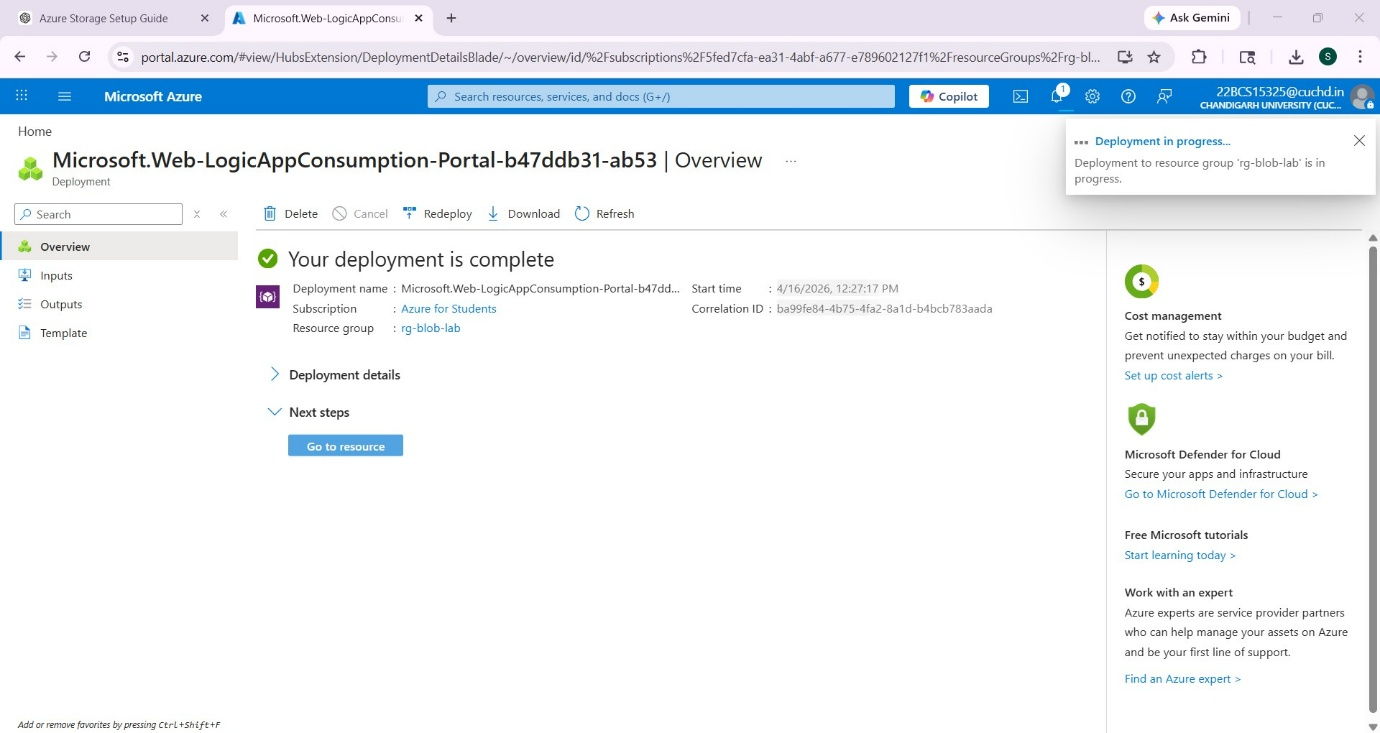 Azure Storage Setup Guide
Microsoft.Web-LogicAppConsu
Ask Gemini
portal.azure.com/#view/HubsExtension/DeploymentDetailsBlade/~/overview/id/%2Fsubscriptions%2F5fed7cfa-ea31-4abf-a677-e789602127f1%2FresourceGroups%2Frg-bl...
S
Microsoft Azure
Search resources, services, and docs (G+/)
Copilot
1
22BCS15325@cuchd.in
CHANDIGARH UNIVERSITY (CUC...
Home
Microsoft.Web-LogicAppConsumption-Portal-b47ddb31-ab53 | Overview ...
Deployment
Deployment in progress...
Deployment to resource group 'rg-blob-lab' is in
progress.
Search
Delete Cancel Redeploy Download Refresh
Overview
Inputs
Outputs
Template
Your deployment is complete
Deployment name : Microsoft.Web-LogicAppConsumption-Portal-b47dd... Start time : 4/16/2026, 12:27:17 PM
Subscription : Azure for Students Correlation ID : ba99fe84-4b75-4fa2-8a1d-b4bcb783aada
Resource group : rg-blob-lab
Deployment details
Next steps
Go to resource
$
Cost management
Get notified to stay within your budget and
prevent unexpected charges on your bill.
Set up cost alerts >
Microsoft Defender for Cloud
Secure your apps and infrastructure
Go to Microsoft Defender for Cloud >
Free Microsoft tutorials
Start learning today >
Work with an expert
Azure experts are service provider partners
who can help manage your assets on Azure
and be your first line of support.
Find an Azure expert >
Add or remove favorites by pressing Ctrl+Shift+F